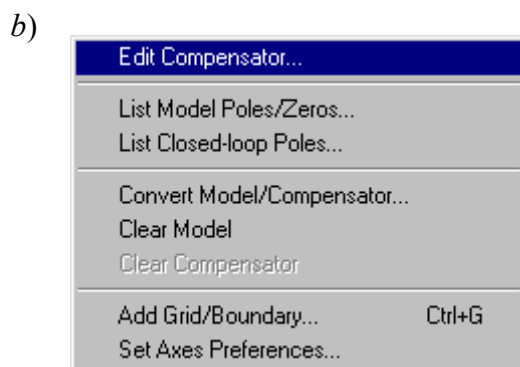 b)
Edit Compensator...
List Model Poles/Zeros...
List Closed-loop Poles...
Convert Model/Compensator...
Clear Model
Clear Compensator
Add Grid/Boundary... Ctrl+G
Set Axes Preferences...